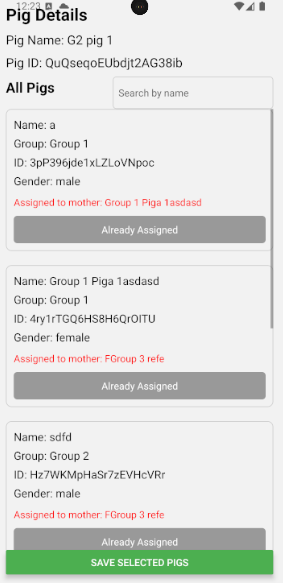 12:23
Pig Details
Pig Name: G2 pig 1
Pig ID: QuQseqoEUbdjt2AG38ib
All Pigs
Search by name
Name: a
Group: Group 1
ID: 3pP396jde1xLZLoVNpoc
Gender: male
Assigned to mother: Group 1 Piga 1asdasd
Already Assigned
Name: Group 1 Piga 1asdasd
Group: Group 1
ID: 4ry1rTGQ6HS8H6QrOITU
Gender: female
Assigned to mother: FGroup 3 refe
Already Assigned
Name: sdfd
Group: Group 2
ID: Hz7WKMpHaSr7zEVHcVRr
Gender: male
Assigned to mother: FGroup 3 refe
Already Assigned
SAVE SELECTED PIGS